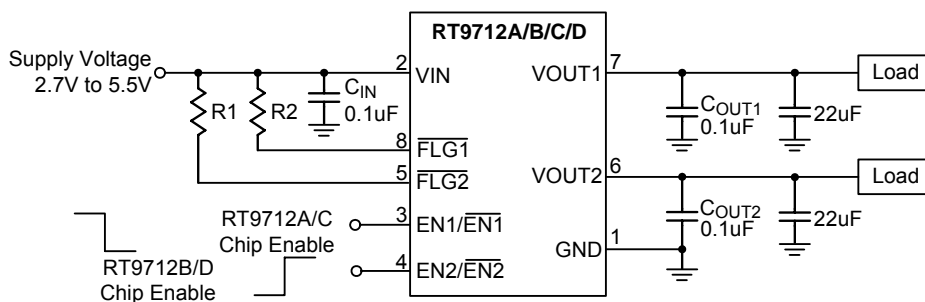 RT9712A/B/C/D
Supply Voltage
2.7V to 5.5V
2
VIN
VOUT1
7
Load
R1
R2
CIN
0.1uF
COUT1
0.1uF
22uF
8
FLG1
5
FLG2
VOUT2
6
Load
RT9712A/C
Chip Enable
3
EN1/EN1
COUT2
0.1uF
22uF
GND
1
RT9712B/D
Chip Enable
4
EN2/EN2